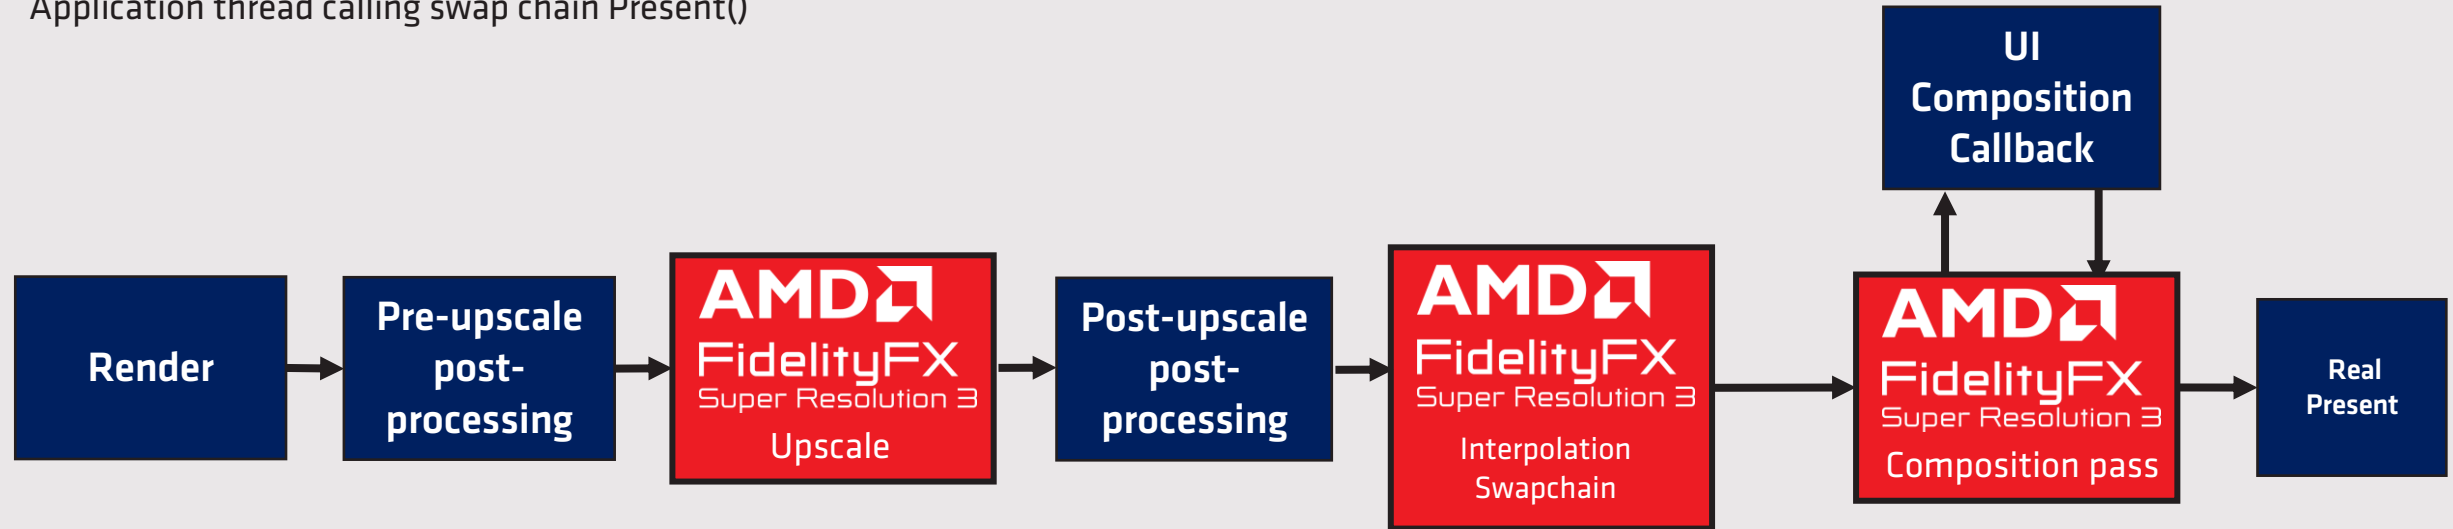 Application thread calling swap chain Present()
UI
Composition
Callback
Render
Pre-upscale
post-
processing
AMD
FidelityFX
Super Resolution 3
Upscale
Post-upscale
post-
processing
AMD
FidelityFX
Super Resolution 3
Interpolation
Swapchain
AMD
FidelityFX
Super Resolution 3
Composition pass
Real
Present